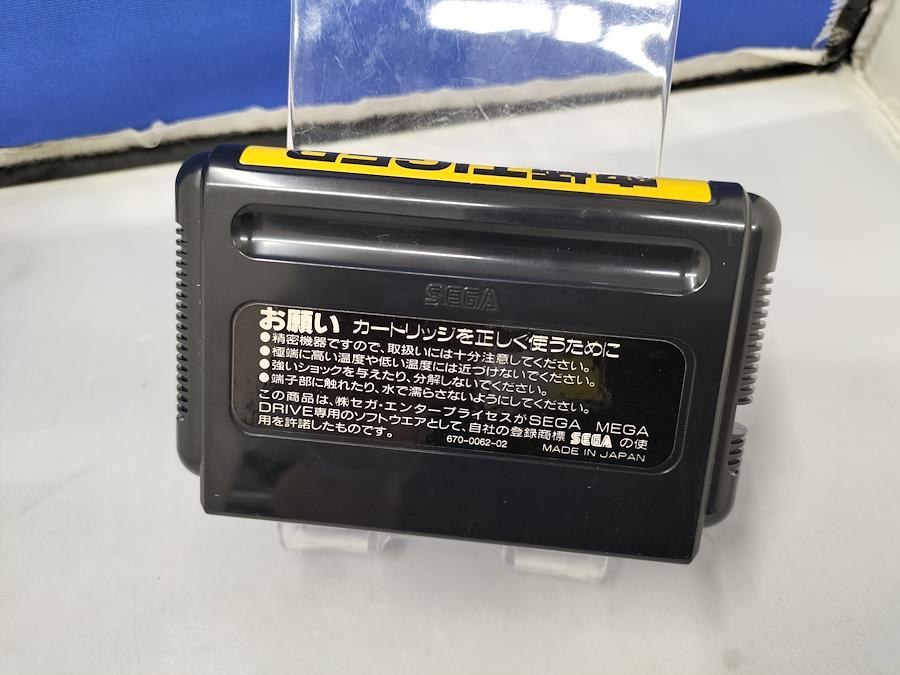 SEGA
お願い カートリッジを正しく使うために
●精密機器ですので、取扱いには十分注意してください。
●極端に高い温度や低い温度には近づけないでください。
●強いショックを与えたり、分解しないでください。
●端子部に触れたり、水で濡らさないようにしてください。
この商品は、㈱セガ・エンタープライゼスがSEGA MEGA
DRIVE専用のソフトウエアとして、自社の登録商標 SEGA の使
用を許諾したものです。 670-0062-02 MADE IN JAPAN